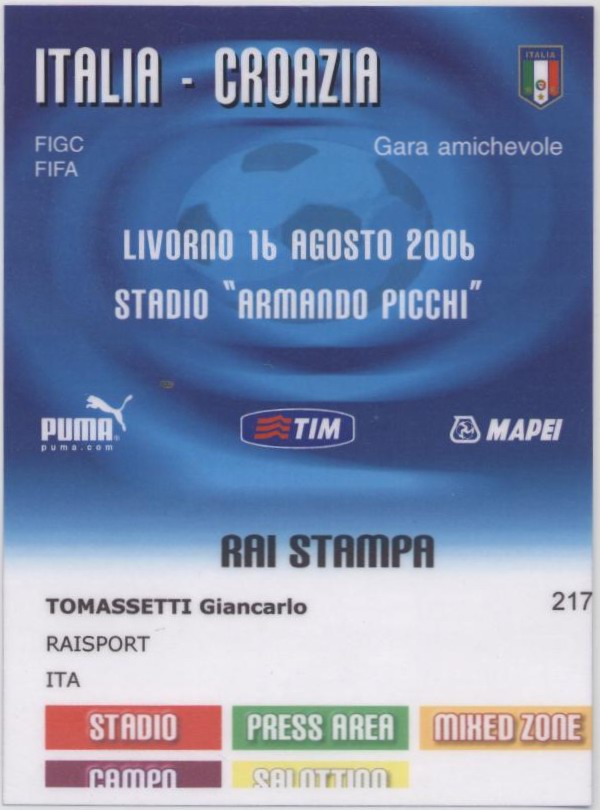 ITALIA - CROAZIA
ITALIA
FIGC
Gara amichevole
FIFA
LIVORNO 16 AGOSTO 2006
STADIO "ARMANDO PICCHI"
PUMA®
puma.com
TIM
MAPEI
RAI STAMPA
TOMASSETTI Giancarlo
217
RAISPORT
ITA
STADIO
PRESS AREA
MIXED ZONE
CAMPO
SALOTTINO